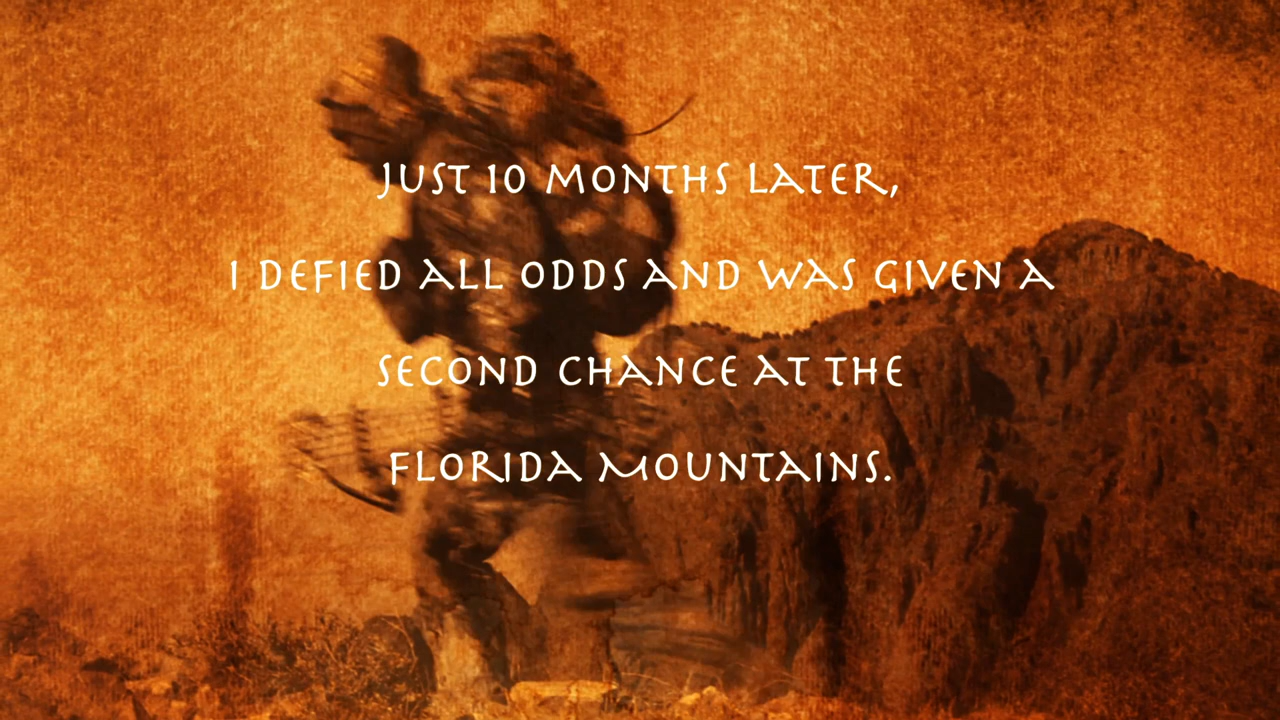 JUST 10 MONTHS LATER,
I DEFIED ALL ODDS AND WAS GIVEN A
SECOND CHANCE AT THE
FLORIDA MOUNTAINS.